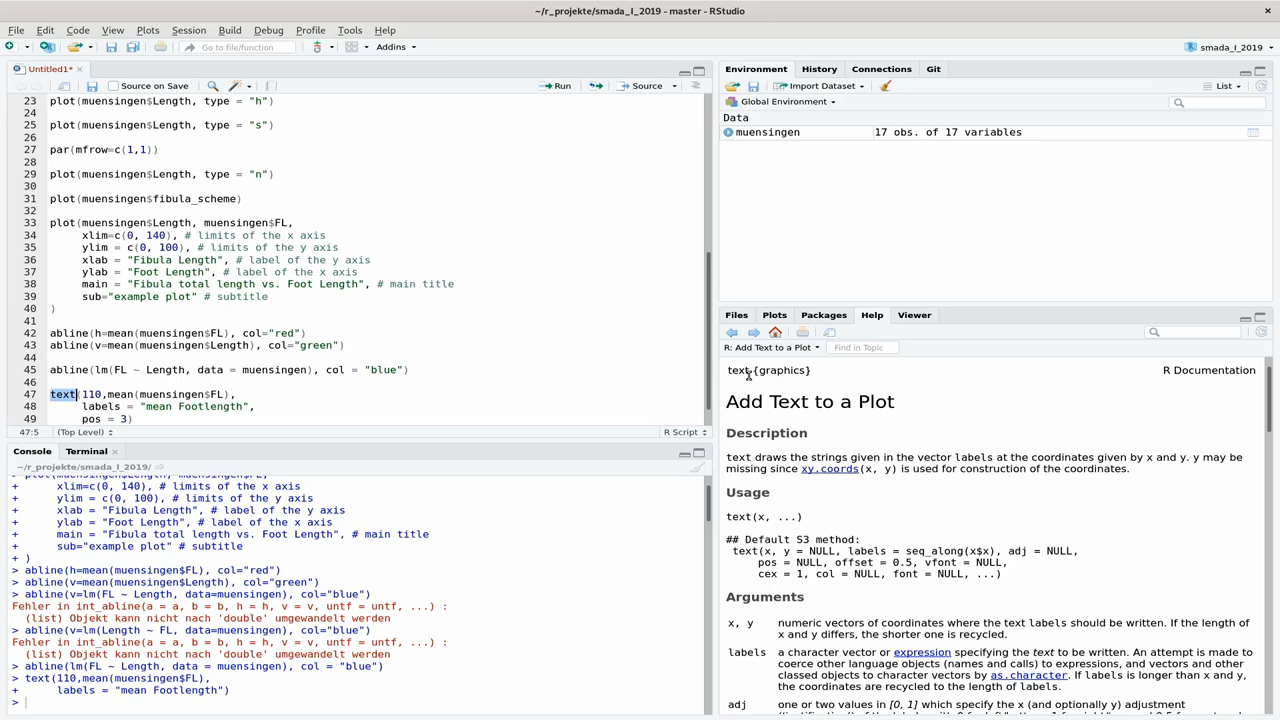 ~/r_projekte/smada_I_2019 - master - RStudio
File Edit Code View Plots Session Build Debug Profile Tools Help
Go to file/function Addins smada_I_2019
Untitled1*
Source on Save Run Source
23 plot(muensingen$Length, type = "h")
24
25 plot(muensingen$Length, type = "s")
26
27 par(mfrow=c(1,1))
28
29 plot(muensingen$Length, type = "n")
30
31 plot(muensingen$fibula_scheme)
32
33 plot(muensingen$Length, muensingen$FL,
34 xlim=c(0, 140), # limits of the x axis
35 ylim = c(0, 100), # limits of the y axis
36 xlab = "Fibula Length", # label of the y axis
37 ylab = "Foot Length", # label of the x axis
38 main = "Fibula total length vs. Foot Length", # main title
39 sub="example plot" # subtitle
40 )
41
42 abline(h=mean(muensingen$FL), col="red")
43 abline(v=mean(muensingen$Length), col="green")
44
45 abline(lm(FL ~ Length, data = muensingen), col = "blue")
46
47 text(110,mean(muensingen$FL),
48 labels = "mean Footlength",
49 pos = 3)
47:5 (Top Level) R Script
Console Terminal
~/r_projekte/smada_I_2019/
> plot(muensingen$Length, muensingen$FL,
+ xlim=c(0, 140), # limits of the x axis
+ ylim = c(0, 100), # limits of the y axis
+ xlab = "Fibula Length", # label of the y axis
+ ylab = "Foot Length", # label of the x axis
+ main = "Fibula total length vs. Foot Length", # main title
+ sub="example plot" # subtitle
+ )
> abline(h=mean(muensingen$FL), col="red")
> abline(v=mean(muensingen$Length), col="green")
> abline(v=lm(FL ~ Length, data=muensingen), col="blue")
Fehler in int_abline(a = a, b = b, h = h, v = v, untf = untf, ...) :
(list) Objekt kann nicht nach 'double' umgewandelt werden
> abline(v=lm(Length ~ FL, data=muensingen), col="blue")
Fehler in int_abline(a = a, b = b, h = h, v = v, untf = untf, ...) :
(list) Objekt kann nicht nach 'double' umgewandelt werden
> abline(lm(FL ~ Length, data = muensingen), col = "blue")
> text(110,mean(muensingen$FL),
+ labels = "mean Footlength")
>
Environment History Connections Git
Import Dataset List
Global Environment
Data
muensingen 17 obs. of 17 variables
Files Plots Packages Help Viewer
R: Add Text to a Plot Find in Topic
text {graphics} R Documentation
Add Text to a Plot
Description
text draws the strings given in the vector labels at the coordinates given by x and y. y may be
missing since xy.coords(x, y) is used for construction of the coordinates.
Usage
text(x, ...)
## Default S3 method:
text(x, y = NULL, labels = seq_along(x$x), adj = NULL,
pos = NULL, offset = 0.5, vfont = NULL,
cex = 1, col = NULL, font = NULL, ...)
Arguments
x, y numeric vectors of coordinates where the text labels should be written. If the length of
x and y differs, the shorter one is recycled.
labels a character vector or expression specifying the text to be written. An attempt is made to
coerce other language objects (names and calls) to expressions, and vectors and other
classed objects to character vectors by as.character. If labels is longer than x and y,
the coordinates are recycled to the length of labels.
adj one or two values in [0, 1] which specify the x (and optionally y) adjustment